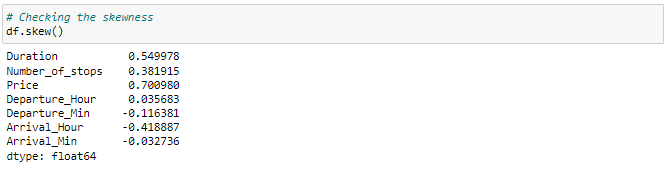 # Checking the skewness
df.skew()
Duration 0.549978
Number_of_stops 0.381915
Price 0.700980
Departure_Hour 0.035683
Departure_Min -0.116381
Arrival_Hour -0.418887
Arrival_Min -0.032736
dtype: float64